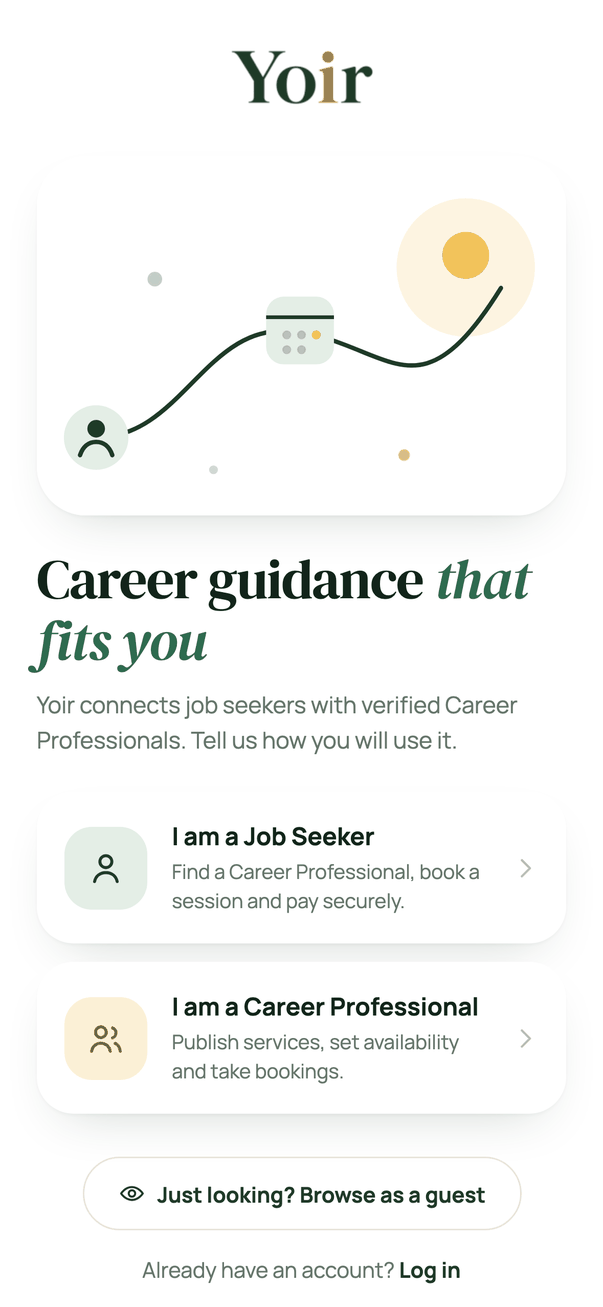 Yoir
Career guidance that
fits you
Yoir connects job seekers with verified Career
Professionals. Tell us how you will use it.
I am a Job Seeker
Find a Career Professional, book a
session and pay securely.
I am a Career Professional
Publish services, set availability
and take bookings.
Just looking? Browse as a guest
Already have an account? Log in